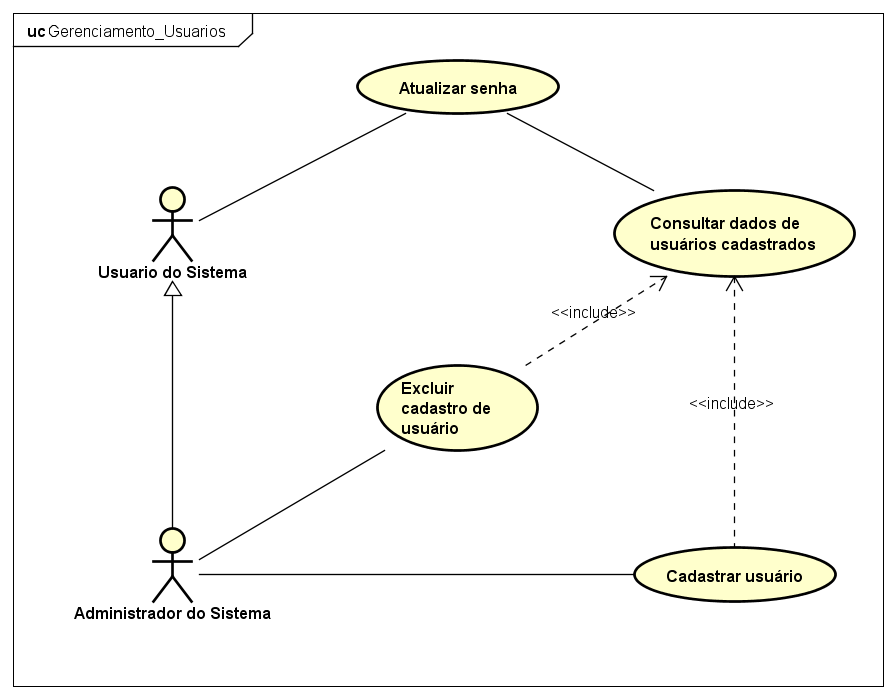 uc Gerenciamento_Usuarios
Atualizar senha
Consultar dados de
usuários cadastrados
Usuario do Sistema
<<include>>
Excluir
cadastro de
usuário
<<include>>
Cadastrar usuário
Administrador do Sistema